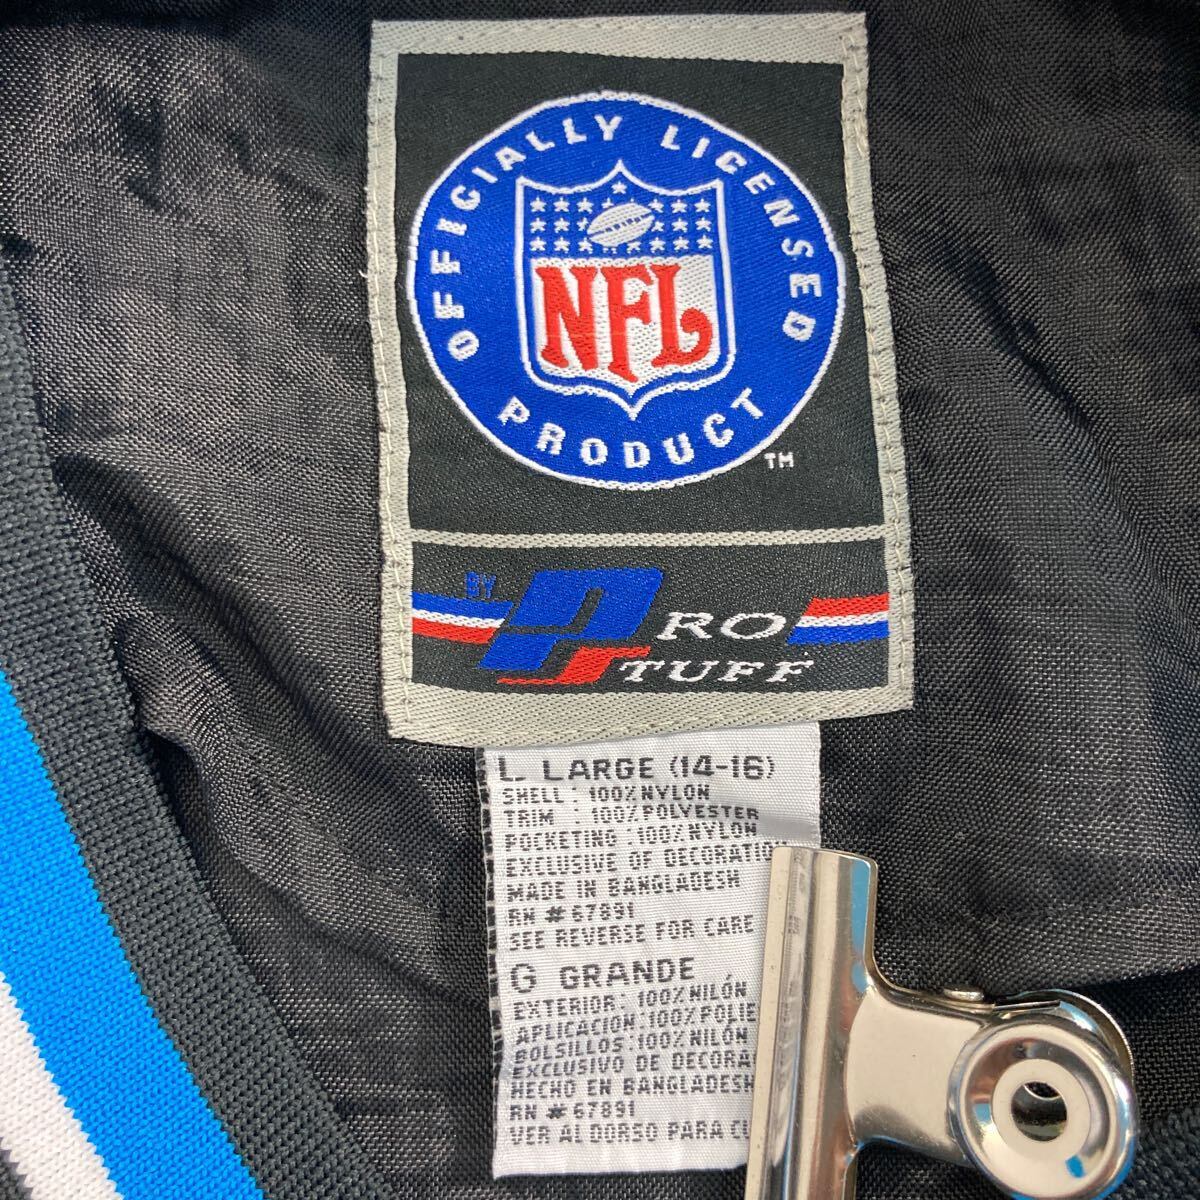 OFFICIALLY LICENSED
NFL
PRODUCT
TM
BY PRO
STUFF
L LARGE (14-16)
SHELL : 100% NYLON
TRIM : 100% POLYESTER
POCKETING : 100% NYLON
EXCLUSIVE OF DECORATIO
MADE IN BANGLADESH
RN # 67891
SEE REVERSE FOR CARE
G GRANDE
EXTERIOR : 100% NILÓN
APLICACIÓN : 100% POLIE
BOLSILLOS : 100% NILÓN
EXCLUSIVO DE DECORA
HECHO EN BANGLADESH
RN # 67891
VER AL DORSO PARA